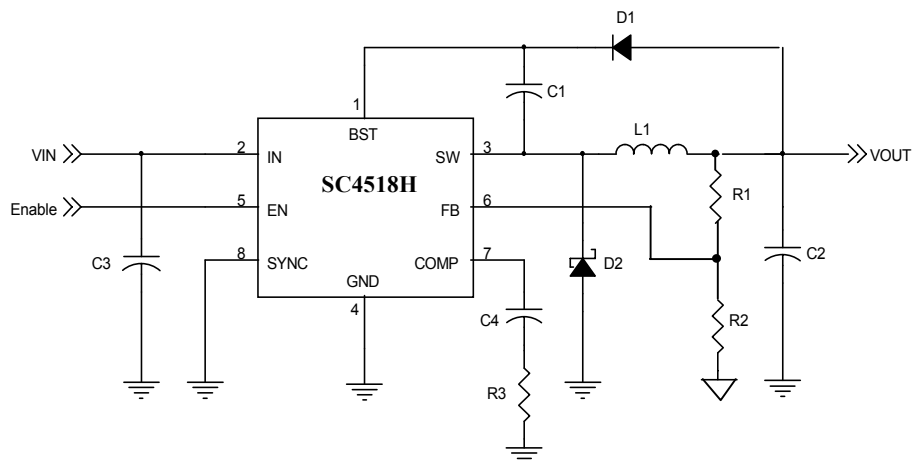 D1
C1
1
BST
L1
VIN
2
IN
SW
3
VOUT
SC4518H
R1
Enable
5
EN
FB
6
8
SYNC
COMP
7
C3
D2
C2
GND
4
C4
R2
R3